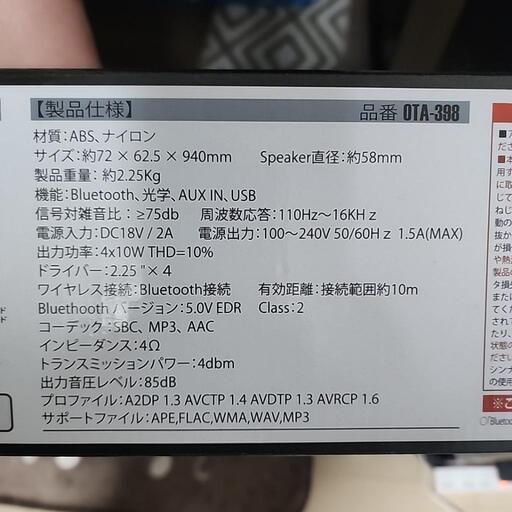 【製品仕様】 品番 OTA-398
材質：ABS、ナイロン
サイズ：約72 × 62.5 × 940mm Speaker直径：約58mm
製品重量：約2.25Kg
機能：Bluetooth、光学、AUX IN、USB
信号対雑音比：≥75db 周波数応答：110Hz～16KHz
電源入力：DC18V / 2A 電源出力：100～240V 50/60Hz 1.5A(MAX)
出力功率：4x10W THD=10%
ドライバー：2.25 "× 4
ワイヤレス接続：Bluetooth接続 有効距離：接続範囲約10m
Bluethooth バージョン：5.0V EDR Class：2
コーデック：SBC, MP3、AAC
インピーダンス：4Ω
トランスミッションパワー：4dbm
出力音圧レベル：85dB
プロファイル：A2DP 1.3 AVCTP 1.4 AVDTP 1.3 AVRCP 1.6
サポートファイル：APE,FLAC,WMA,WAV,MP3